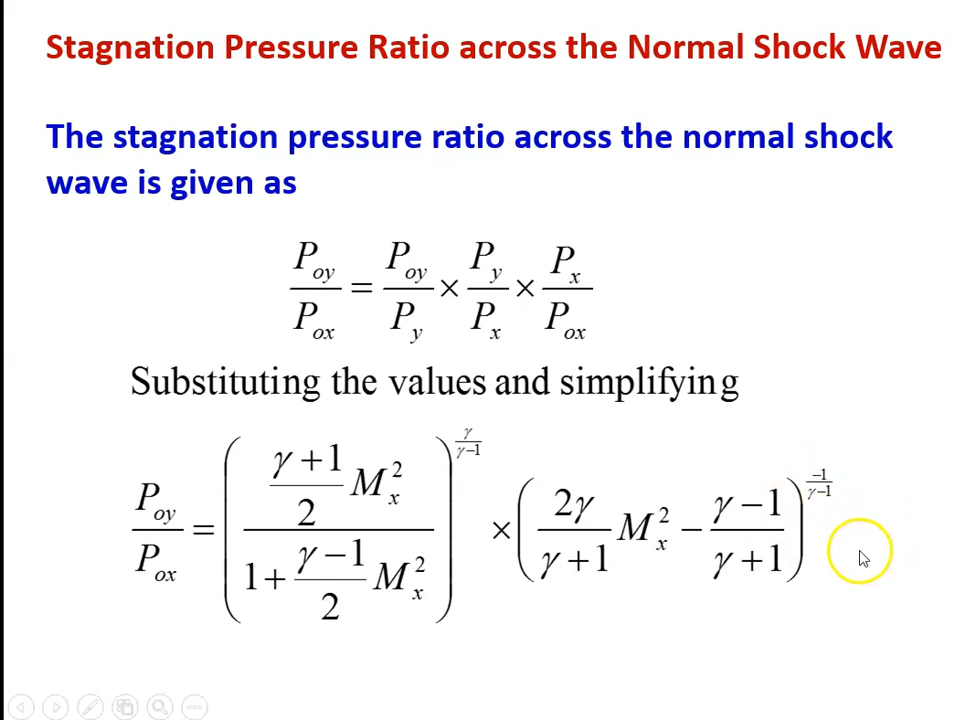 Stagnation Pressure Ratio across the Normal Shock Wave
The stagnation pressure ratio across the normal shock
wave is given as
P_oy / P_ox = P_oy / P_y × P_y / P_x × P_x / P_ox
Substituting the values and simplifying
P_oy / P_ox = ( ( (γ + 1)/2 M_x^2 ) / ( 1 + (γ − 1)/2 M_x^2 ) )^(γ/(γ−1)) × ( 2γ/(γ + 1) M_x^2 − (γ − 1)/(γ + 1) )^(−1/(γ−1))